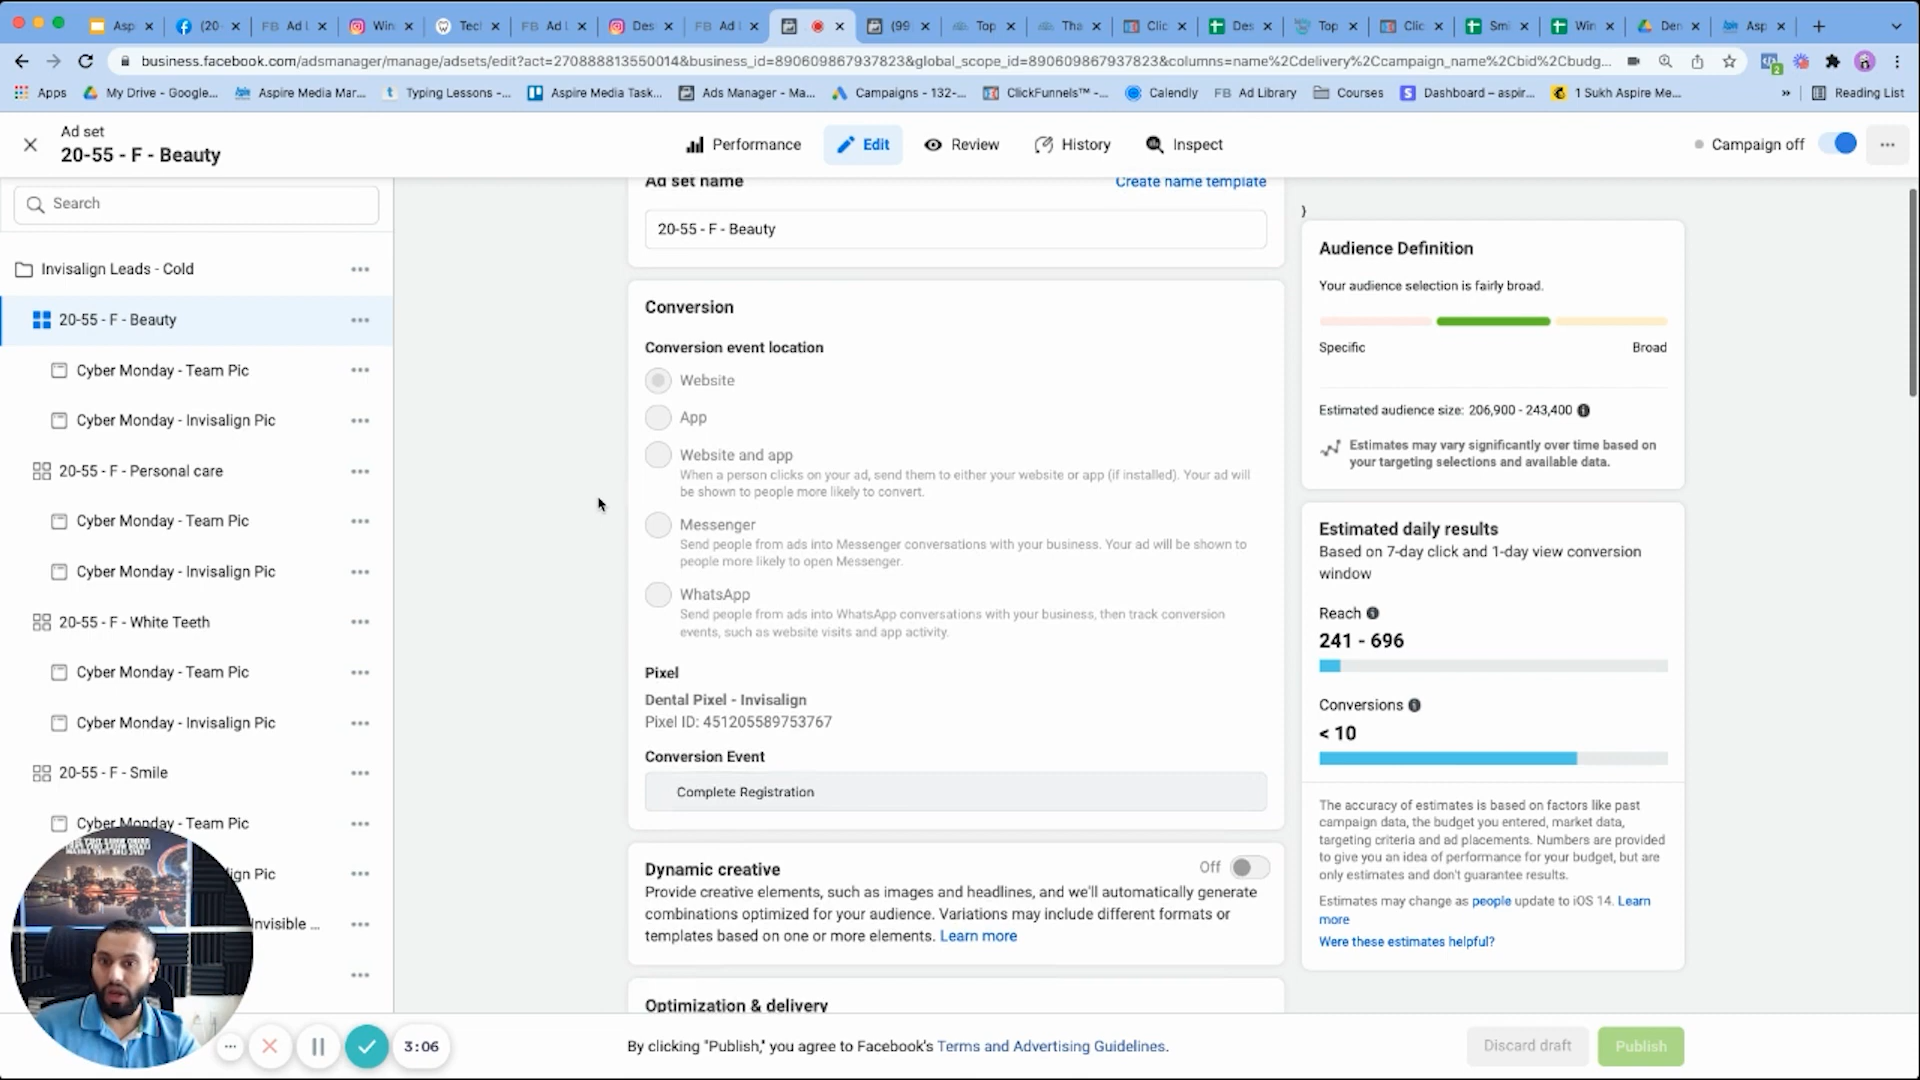 Asp
(20
FB Ad L
Win
Tecl
FB Ad L
Des
FB Ad L
(99
Top
Tha
Clic
Des
Top
Clic
Smi
Win
Den
Asp
business.facebook.com/adsmanager/manage/adsets/edit?act=270888813550014&business_id=890609867937823&global_scope_id=890609867937823&columns=name%2Cdelivery%2Ccampaign_name%2Cbid%2Cbudg...
Apps
My Drive - Google...
Aspire Media Mar...
Typing Lessons -...
Aspire Media Task...
Ads Manager - Ma...
Campaigns - 132-...
ClickFunnels™ -...
Calendly
FB Ad Library
Courses
Dashboard – aspir...
1 Sukh Aspire Me...
»
Reading List
Ad set
20-55 - F - Beauty
Performance
Edit
Review
History
Inspect
Campaign off
Search
Invisalign Leads - Cold
20-55 - F - Beauty
Cyber Monday - Team Pic
Cyber Monday - Invisalign Pic
20-55 - F - Personal care
Cyber Monday - Team Pic
Cyber Monday - Invisalign Pic
20-55 - F - White Teeth
Cyber Monday - Team Pic
Cyber Monday - Invisalign Pic
20-55 - F - Smile
Cyber Monday - Team Pic
gn Pic
nvisible ...
3:06
Ad set name
Create name template
20-55 - F - Beauty
Conversion
Conversion event location
Website
App
Website and app
When a person clicks on your ad, send them to either your website or app (if installed). Your ad will
be shown to people more likely to convert.
Messenger
Send people from ads into Messenger conversations with your business. Your ad will be shown to
people more likely to open Messenger.
WhatsApp
Send people from ads into WhatsApp conversations with your business, then track conversion
events, such as website visits and app activity.
Pixel
Dental Pixel - Invisalign
Pixel ID: 451205589753767
Conversion Event
Complete Registration
Dynamic creative
Off
Provide creative elements, such as images and headlines, and we'll automatically generate
combinations optimized for your audience. Variations may include different formats or
templates based on one or more elements. Learn more
Optimization & delivery
}
Audience Definition
Your audience selection is fairly broad.
Specific
Broad
Estimated audience size: 206,900 - 243,400
Estimates may vary significantly over time based on
your targeting selections and available data.
Estimated daily results
Based on 7-day click and 1-day view conversion
window
Reach
241 - 696
Conversions
< 10
The accuracy of estimates is based on factors like past
campaign data, the budget you entered, market data,
targeting criteria and ad placements. Numbers are provided
to give you an idea of performance for your budget, but are
only estimates and don't guarantee results.
Estimates may change as people update to iOS 14. Learn
more
Were these estimates helpful?
By clicking "Publish," you agree to Facebook's Terms and Advertising Guidelines.
Discard draft
Publish